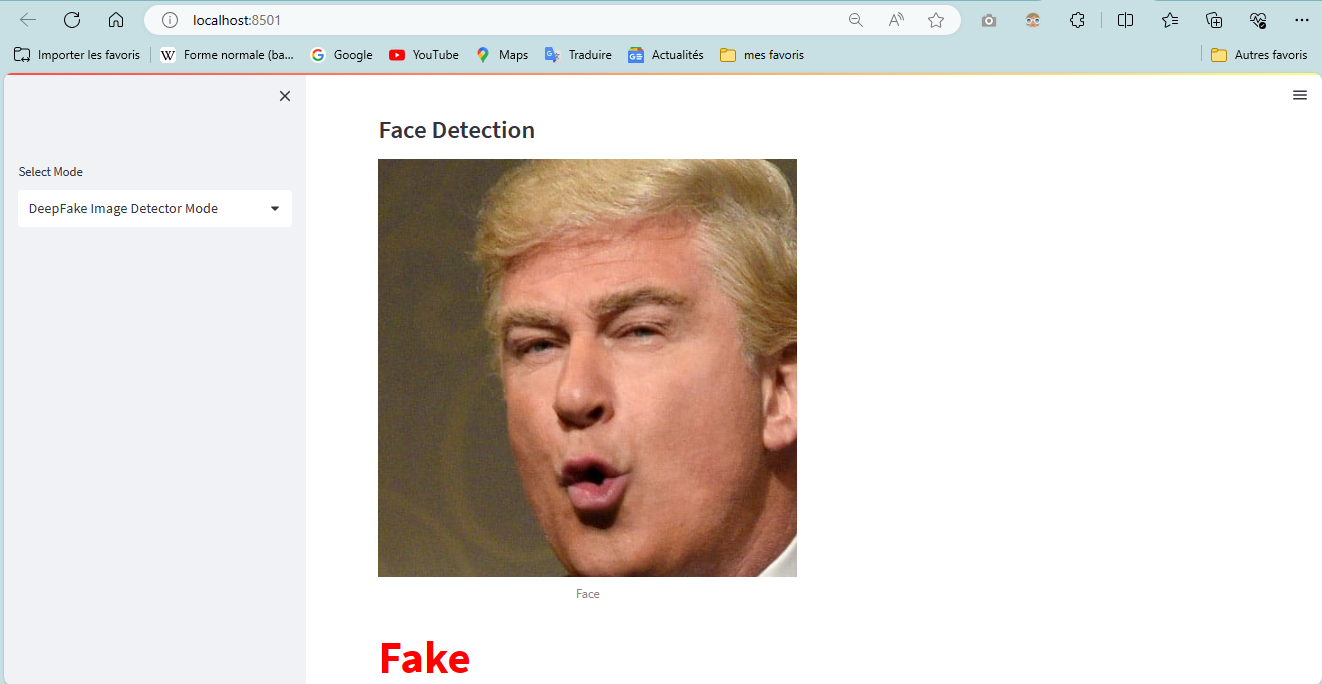 localhost:8501
Importer les favoris
Forme normale (ba...
Google
YouTube
Maps
Traduire
Actualités
mes favoris
Autres favoris
Select Mode
DeepFake Image Detector Mode
Face Detection
Face
Fake